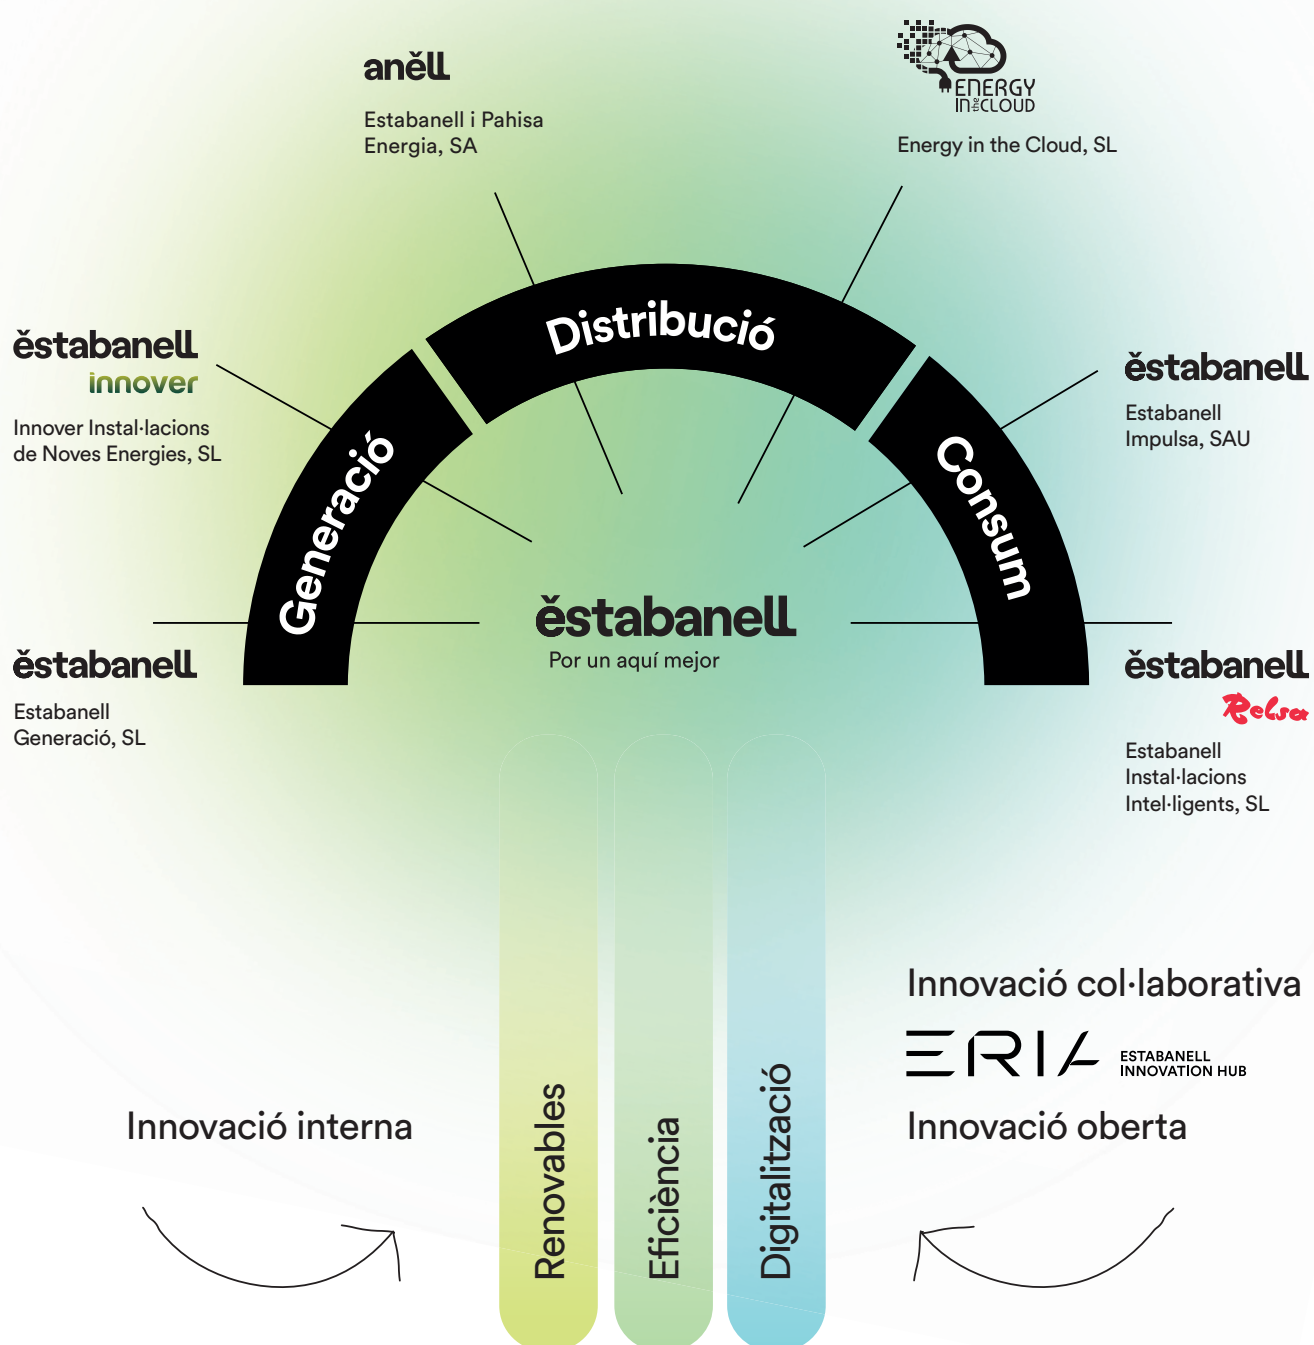 anĕll
Estabanell i Pahisa
Energia, SA
ENERGY
IN the CLOUD
Energy in the Cloud, SL
Distribució
Generació
Consum
ĕstabanell
innover
Innover Instal·lacions
de Noves Energies, SL
ĕstabanell
Estabanell
Impulsa, SAU
ĕstabanell
Por un aquí mejor
ĕstabanell
Estabanell
Generació, SL
ĕstabanell
Relsa
Estabanell
Instal·lacions
Intel·ligents, SL
Innovació interna
Renovables
Eficiència
Digitalització
Innovació col·laborativa
ERIA
ESTABANELL
INNOVATION HUB
Innovació oberta